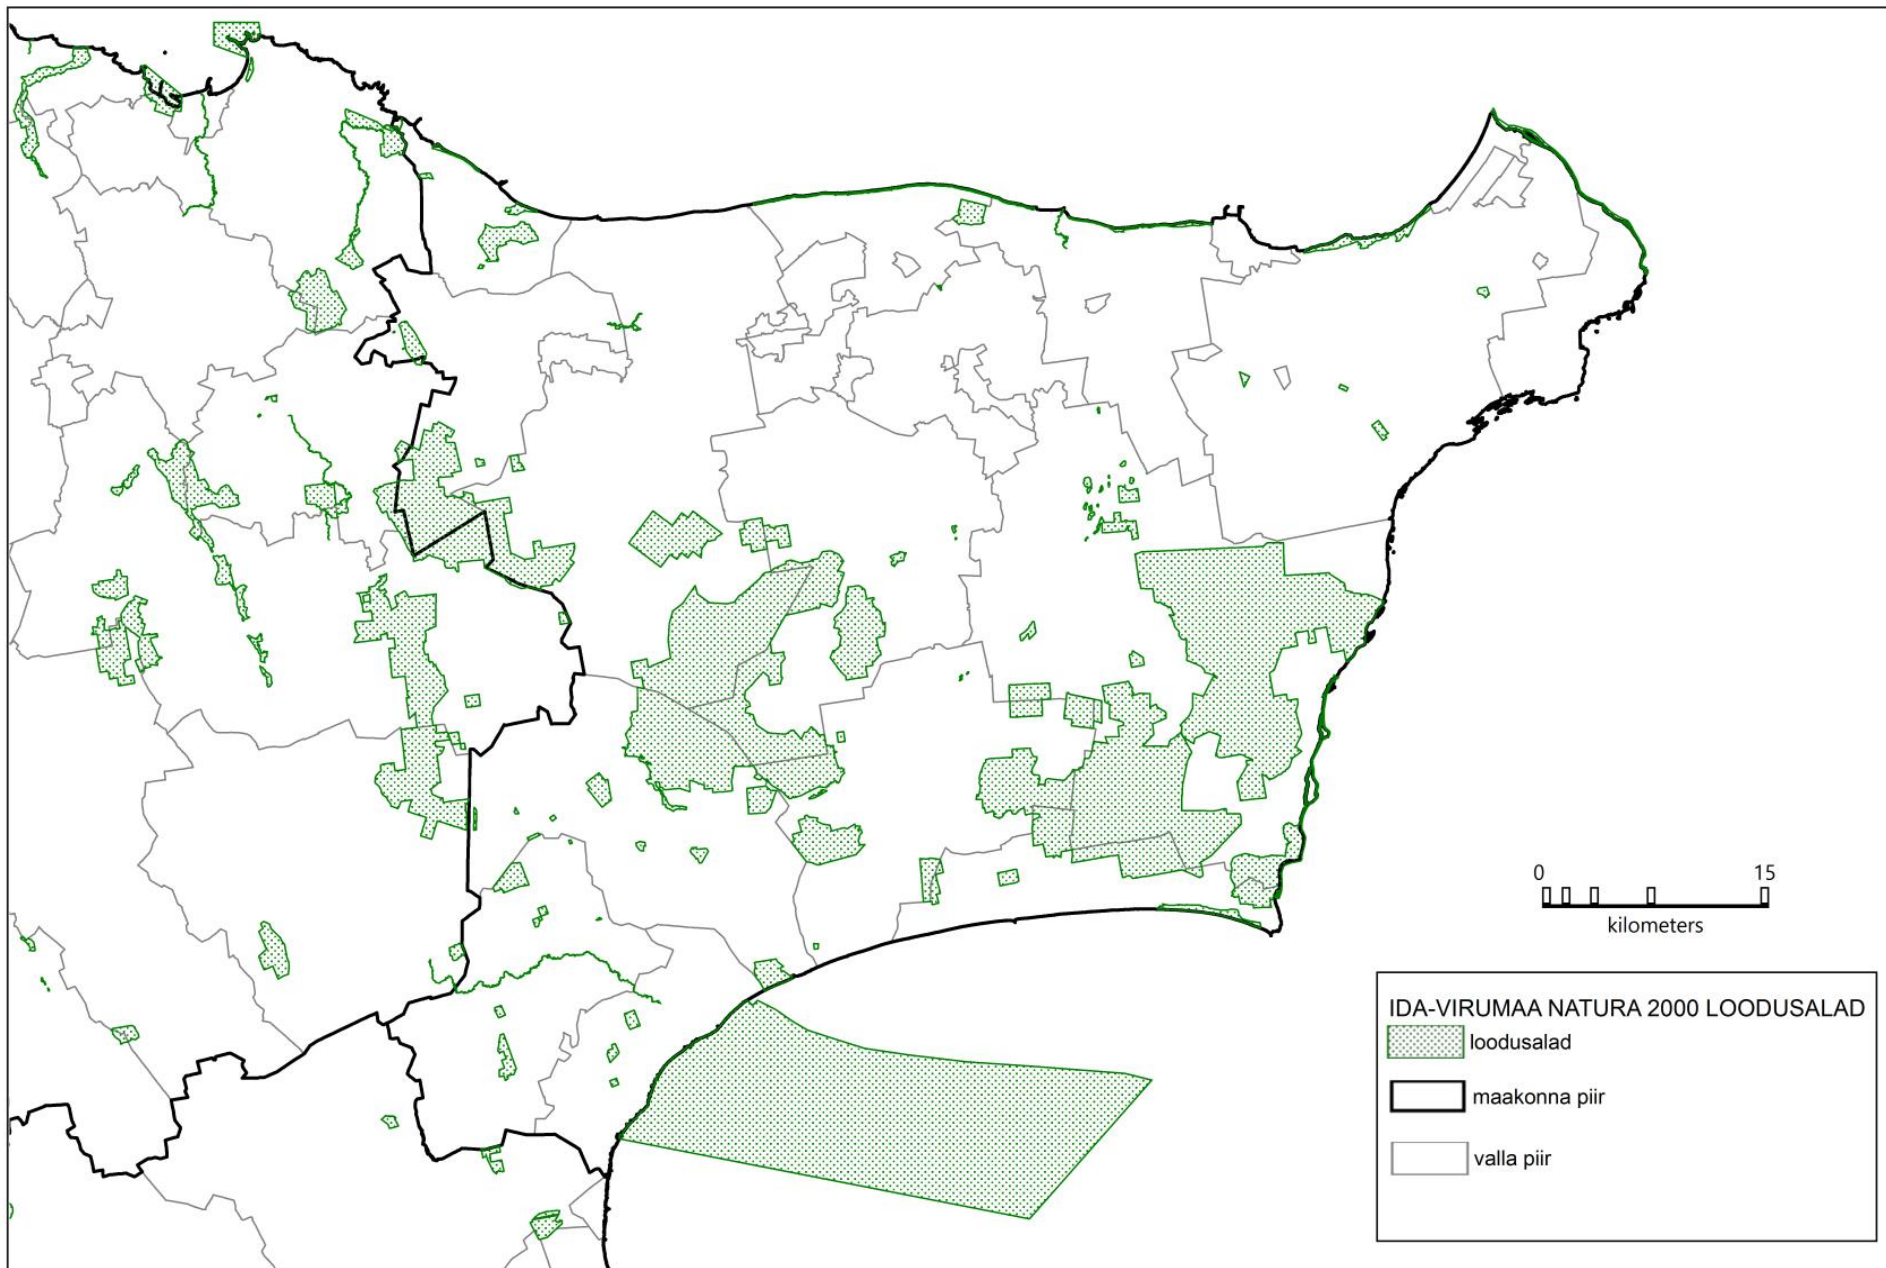 0 15
kilometers
IDA-VIRUMAA NATURA 2000 LOODUSALAD
loodusalad
maakonna piir
valla piir